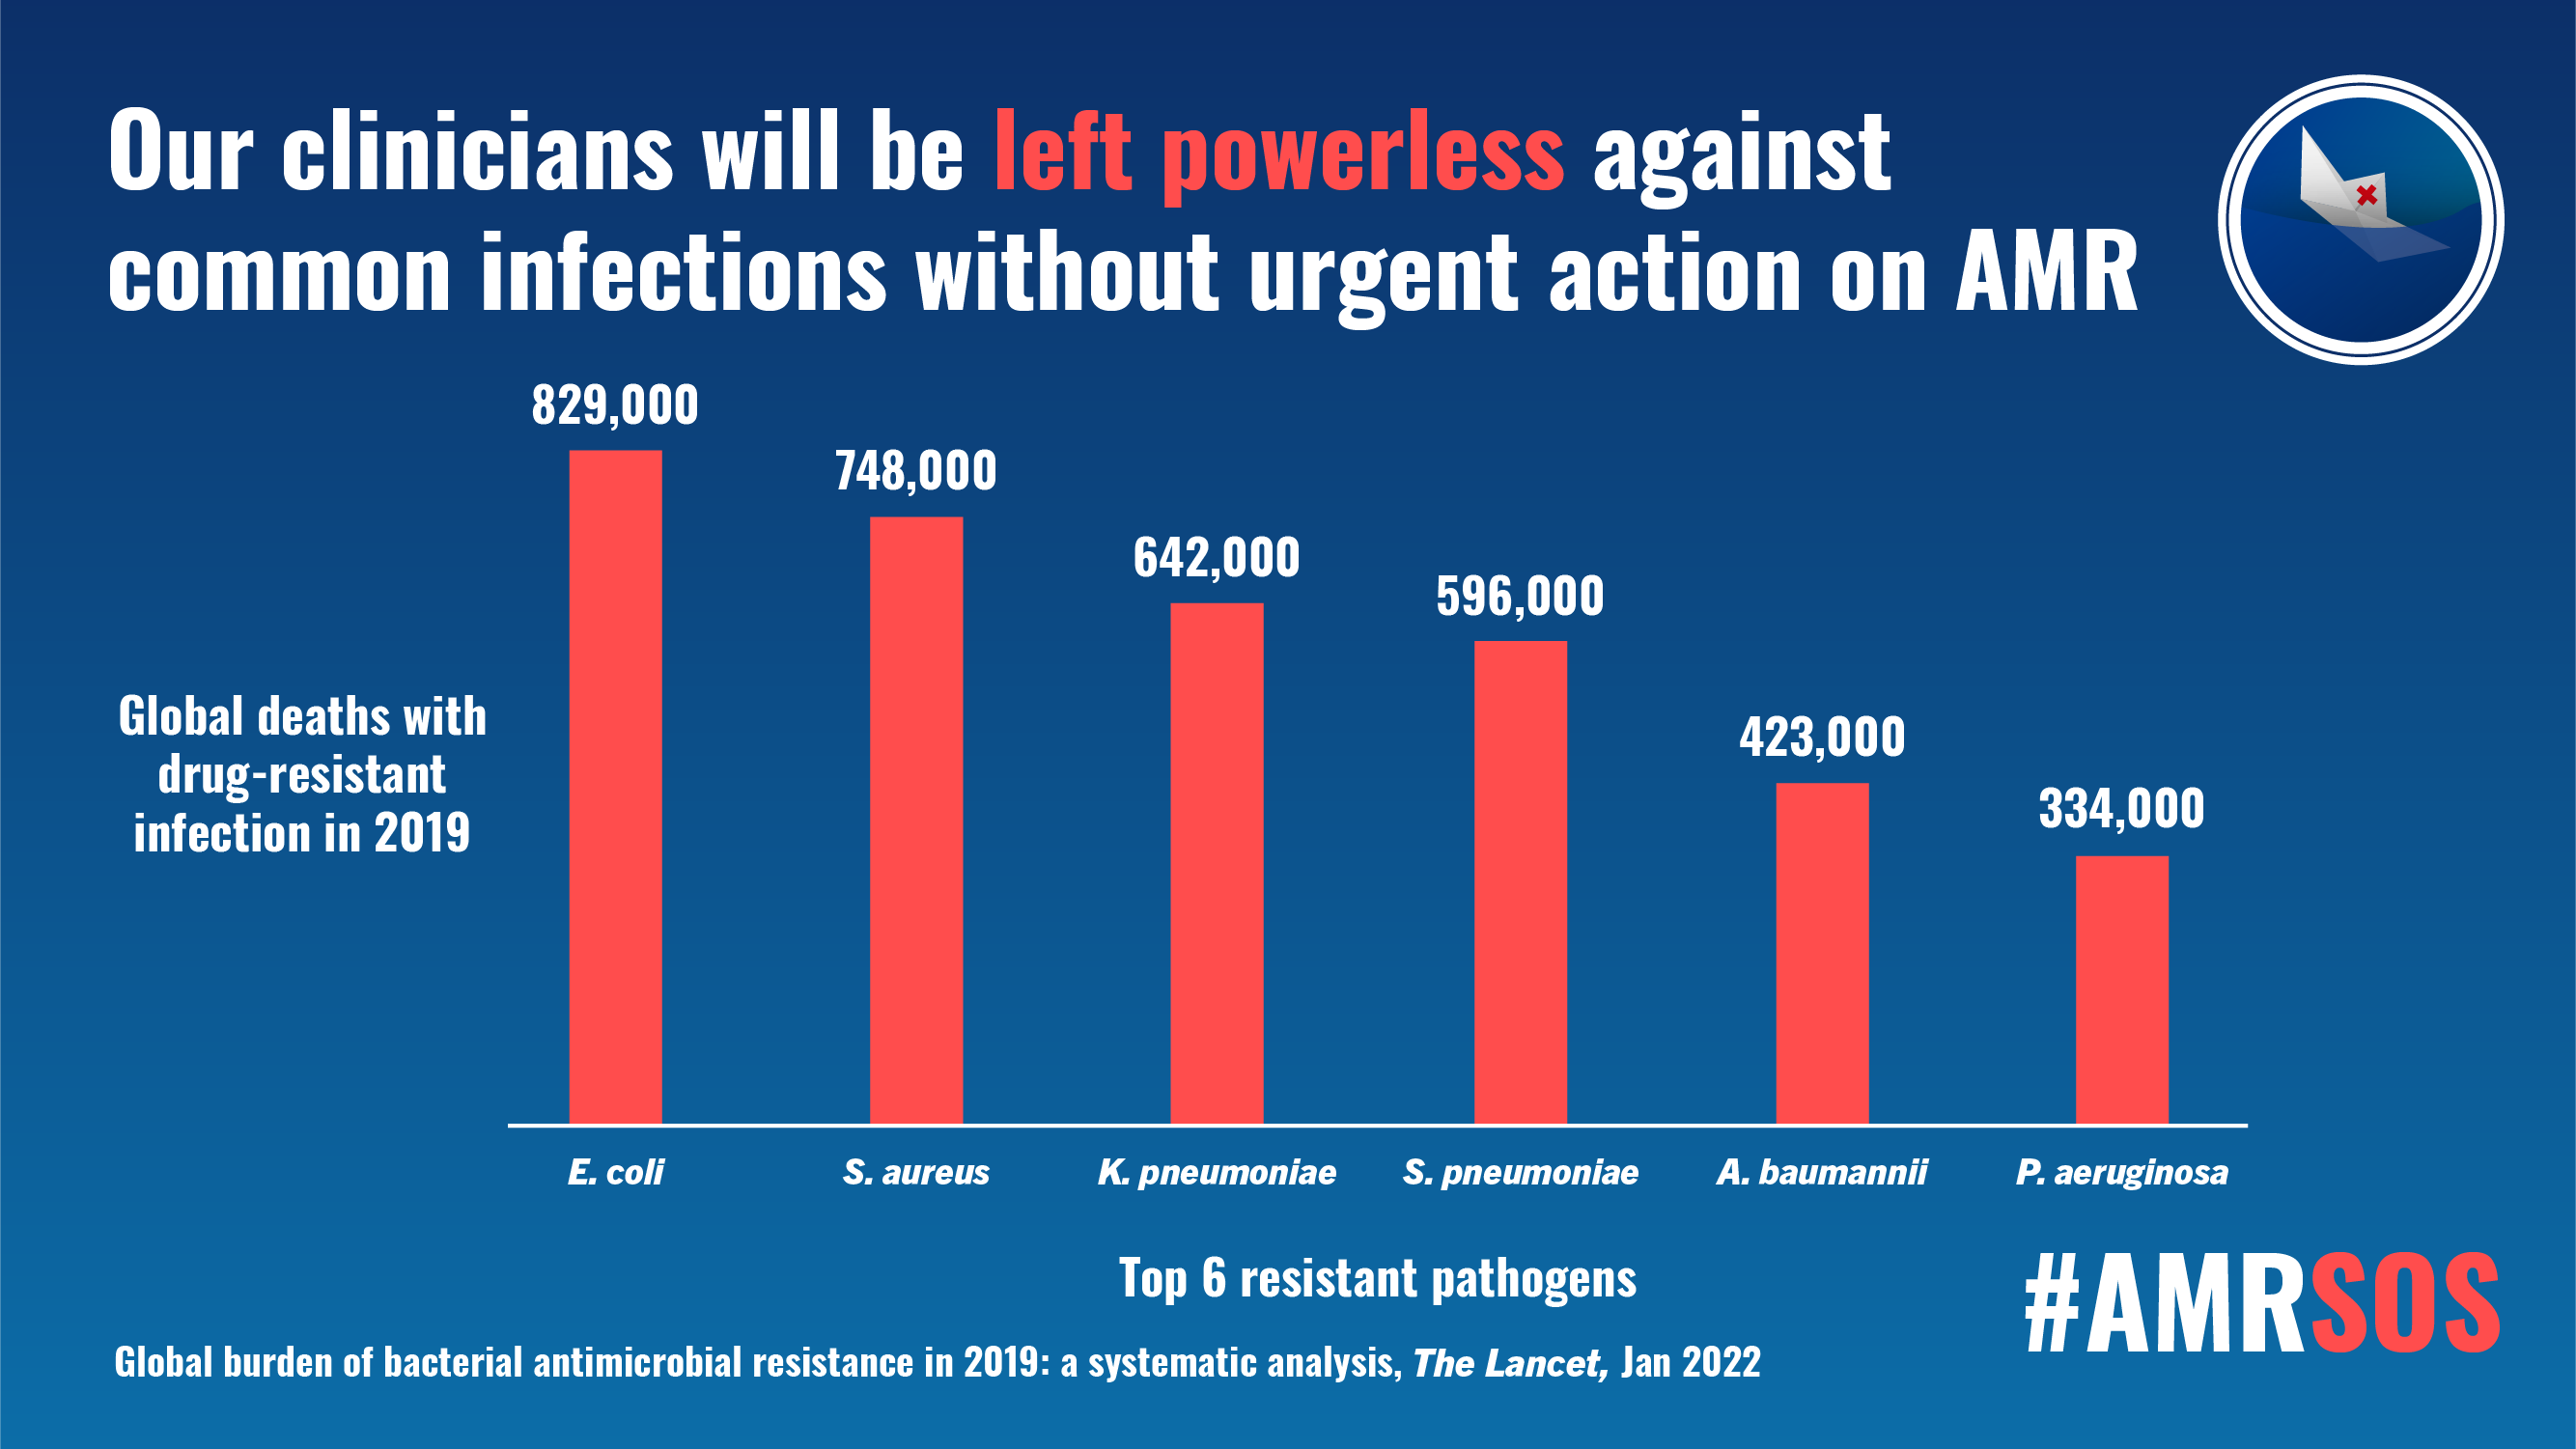 Our clinicians will be left powerless against
common infections without urgent action on AMR
829,000
748,000
642,000
596,000
423,000
334,000
Global deaths with
drug-resistant
infection in 2019
E. coli
S. aureus
K. pneumoniae
S. pneumoniae
A. baumannii
P. aeruginosa
Top 6 resistant pathogens
#AMRSOS
Global burden of bacterial antimicrobial resistance in 2019: a systematic analysis, The Lancet, Jan 2022